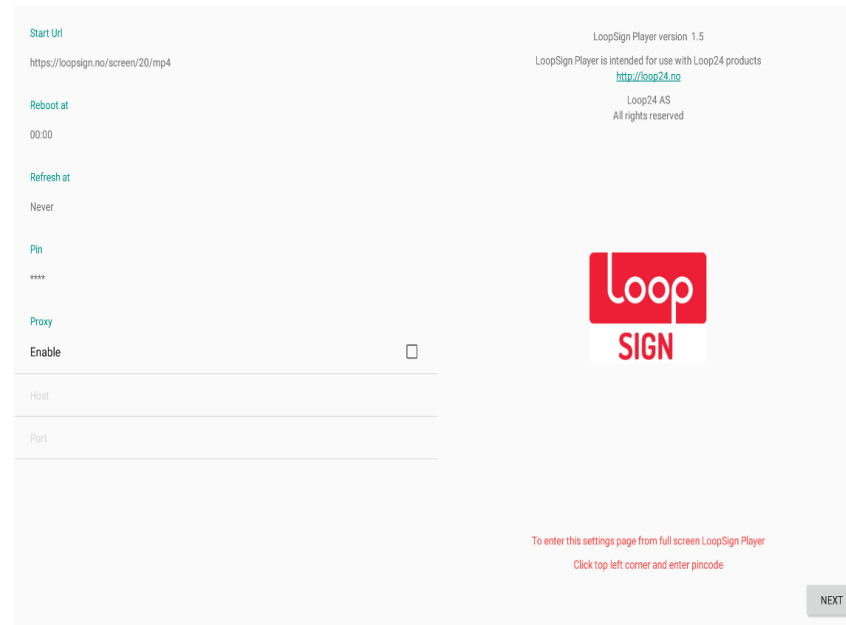 Start Url
https://loopsign.no/screen/20/mp4
Reboot at
00:00
Refresh at
Never
Pin
****
Proxy
Enable
Host
Port
LoopSign Player version 1.5
LoopSign Player is intended for use with Loop24 products
http://loop24.no
Loop24 AS
All rights reserved
loop
SIGN
To enter this settings page from full screen LoopSign Player
Click top left corner and enter pincode
NEXT